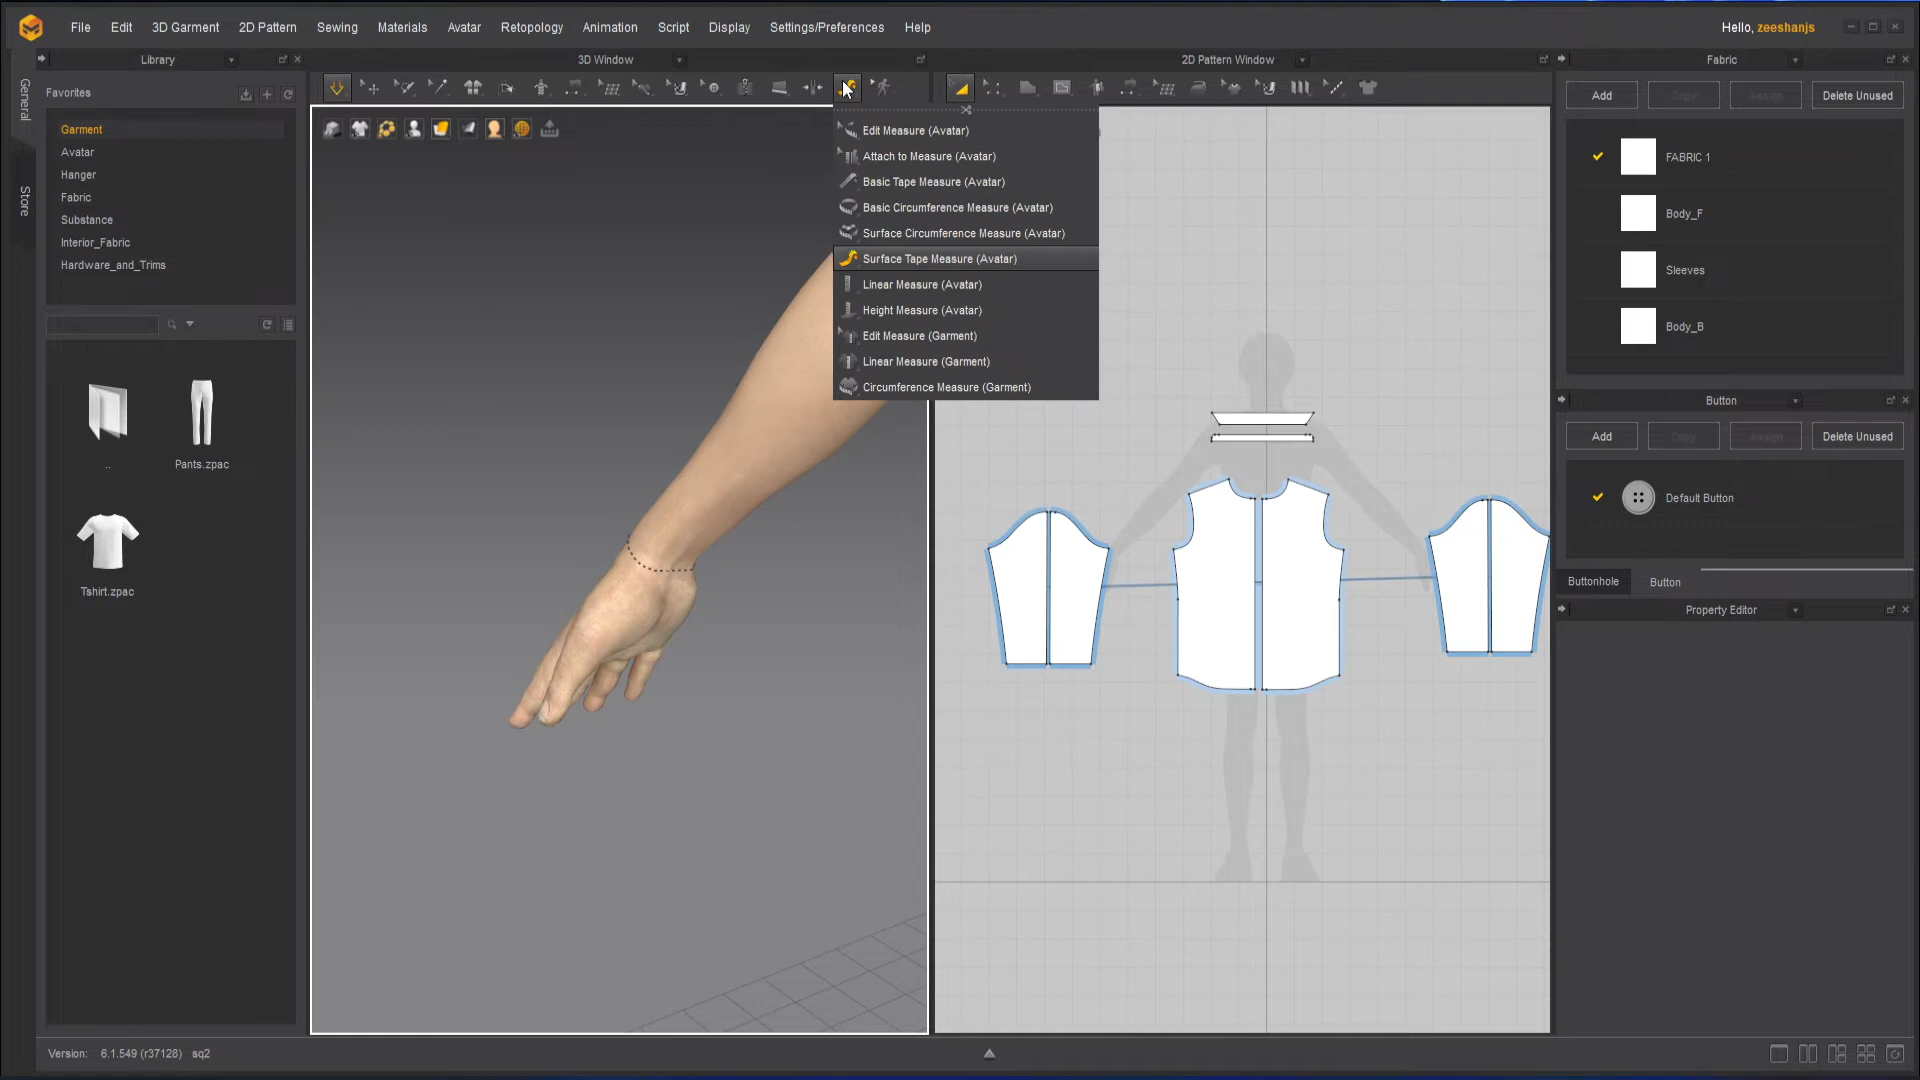 File Edit 3D Garment 2D Pattern Sewing Materials Avatar Retopology Animation Script Display Settings/Preferences Help
Hello, zeeshanjs
Library
3D Window
2D Pattern Window
Fabric
General
Store
Favorites
Garment
Avatar
Hanger
Fabric
Substance
Interior_Fabric
Hardware_and_Trims
..
Pants.zpac
Tshirt.zpac
Edit Measure (Avatar)
Attach to Measure (Avatar)
Basic Tape Measure (Avatar)
Basic Circumference Measure (Avatar)
Surface Circumference Measure (Avatar)
Surface Tape Measure (Avatar)
Linear Measure (Avatar)
Height Measure (Avatar)
Edit Measure (Garment)
Linear Measure (Garment)
Circumference Measure (Garment)
Add Copy Assign Delete Unused
FABRIC 1
Body_F
Sleeves
Body_B
Button
Add Copy Assign Delete Unused
Default Button
Buttonhole Button
Property Editor
Version: 6.1.549 (r37128) sq2